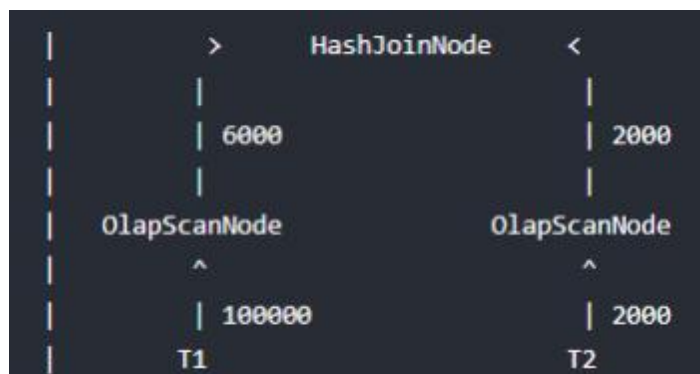 |          >      HashJoinNode     <
|         |                         |
|         | 6000                    | 2000
|         |                         |
|   OlapScanNode              OlapScanNode
|         ^                         ^
|         | 100000                  | 2000
|        T1                        T2